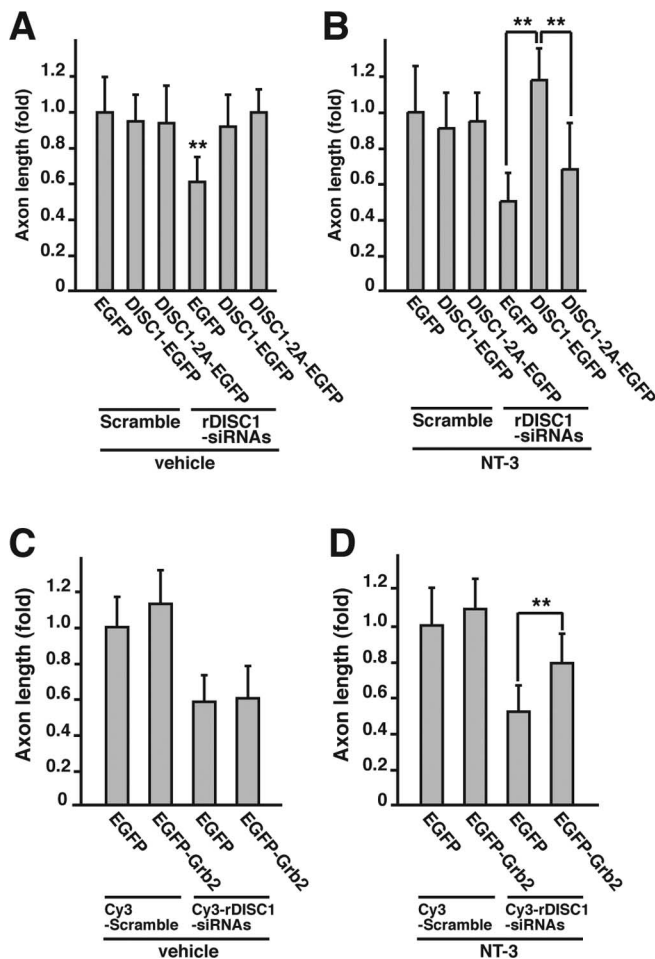 A
Axon length (fold)
1.2
1.0
0.8
0.6
0.4
0.2
0
**
EGFP
DISC1-EGFP
DISC1-2A-EGFP
EGFP
DISC1-EGFP
DISC1-2A-EGFP
Scramble
rDISC1
-siRNAs
vehicle
B
Axon length (fold)
1.2
1.0
0.8
0.6
0.4
0.2
0
** **
EGFP
DISC1-EGFP
DISC1-2A-EGFP
EGFP
DISC1-EGFP
DISC1-2A-EGFP
Scramble
rDISC1
-siRNAs
NT-3
C
Axon length (fold)
1.2
1.0
0.8
0.6
0.4
0.2
0
EGFP
EGFP-Grb2
EGFP
EGFP-Grb2
Cy3
-Scramble
Cy3-rDISC1
-siRNAs
vehicle
D
Axon length (fold)
1.2
1.0
0.8
0.6
0.4
0.2
0
**
EGFP
EGFP-Grb2
EGFP
EGFP-Grb2
Cy3
-Scramble
Cy3-rDISC1
-siRNAs
NT-3